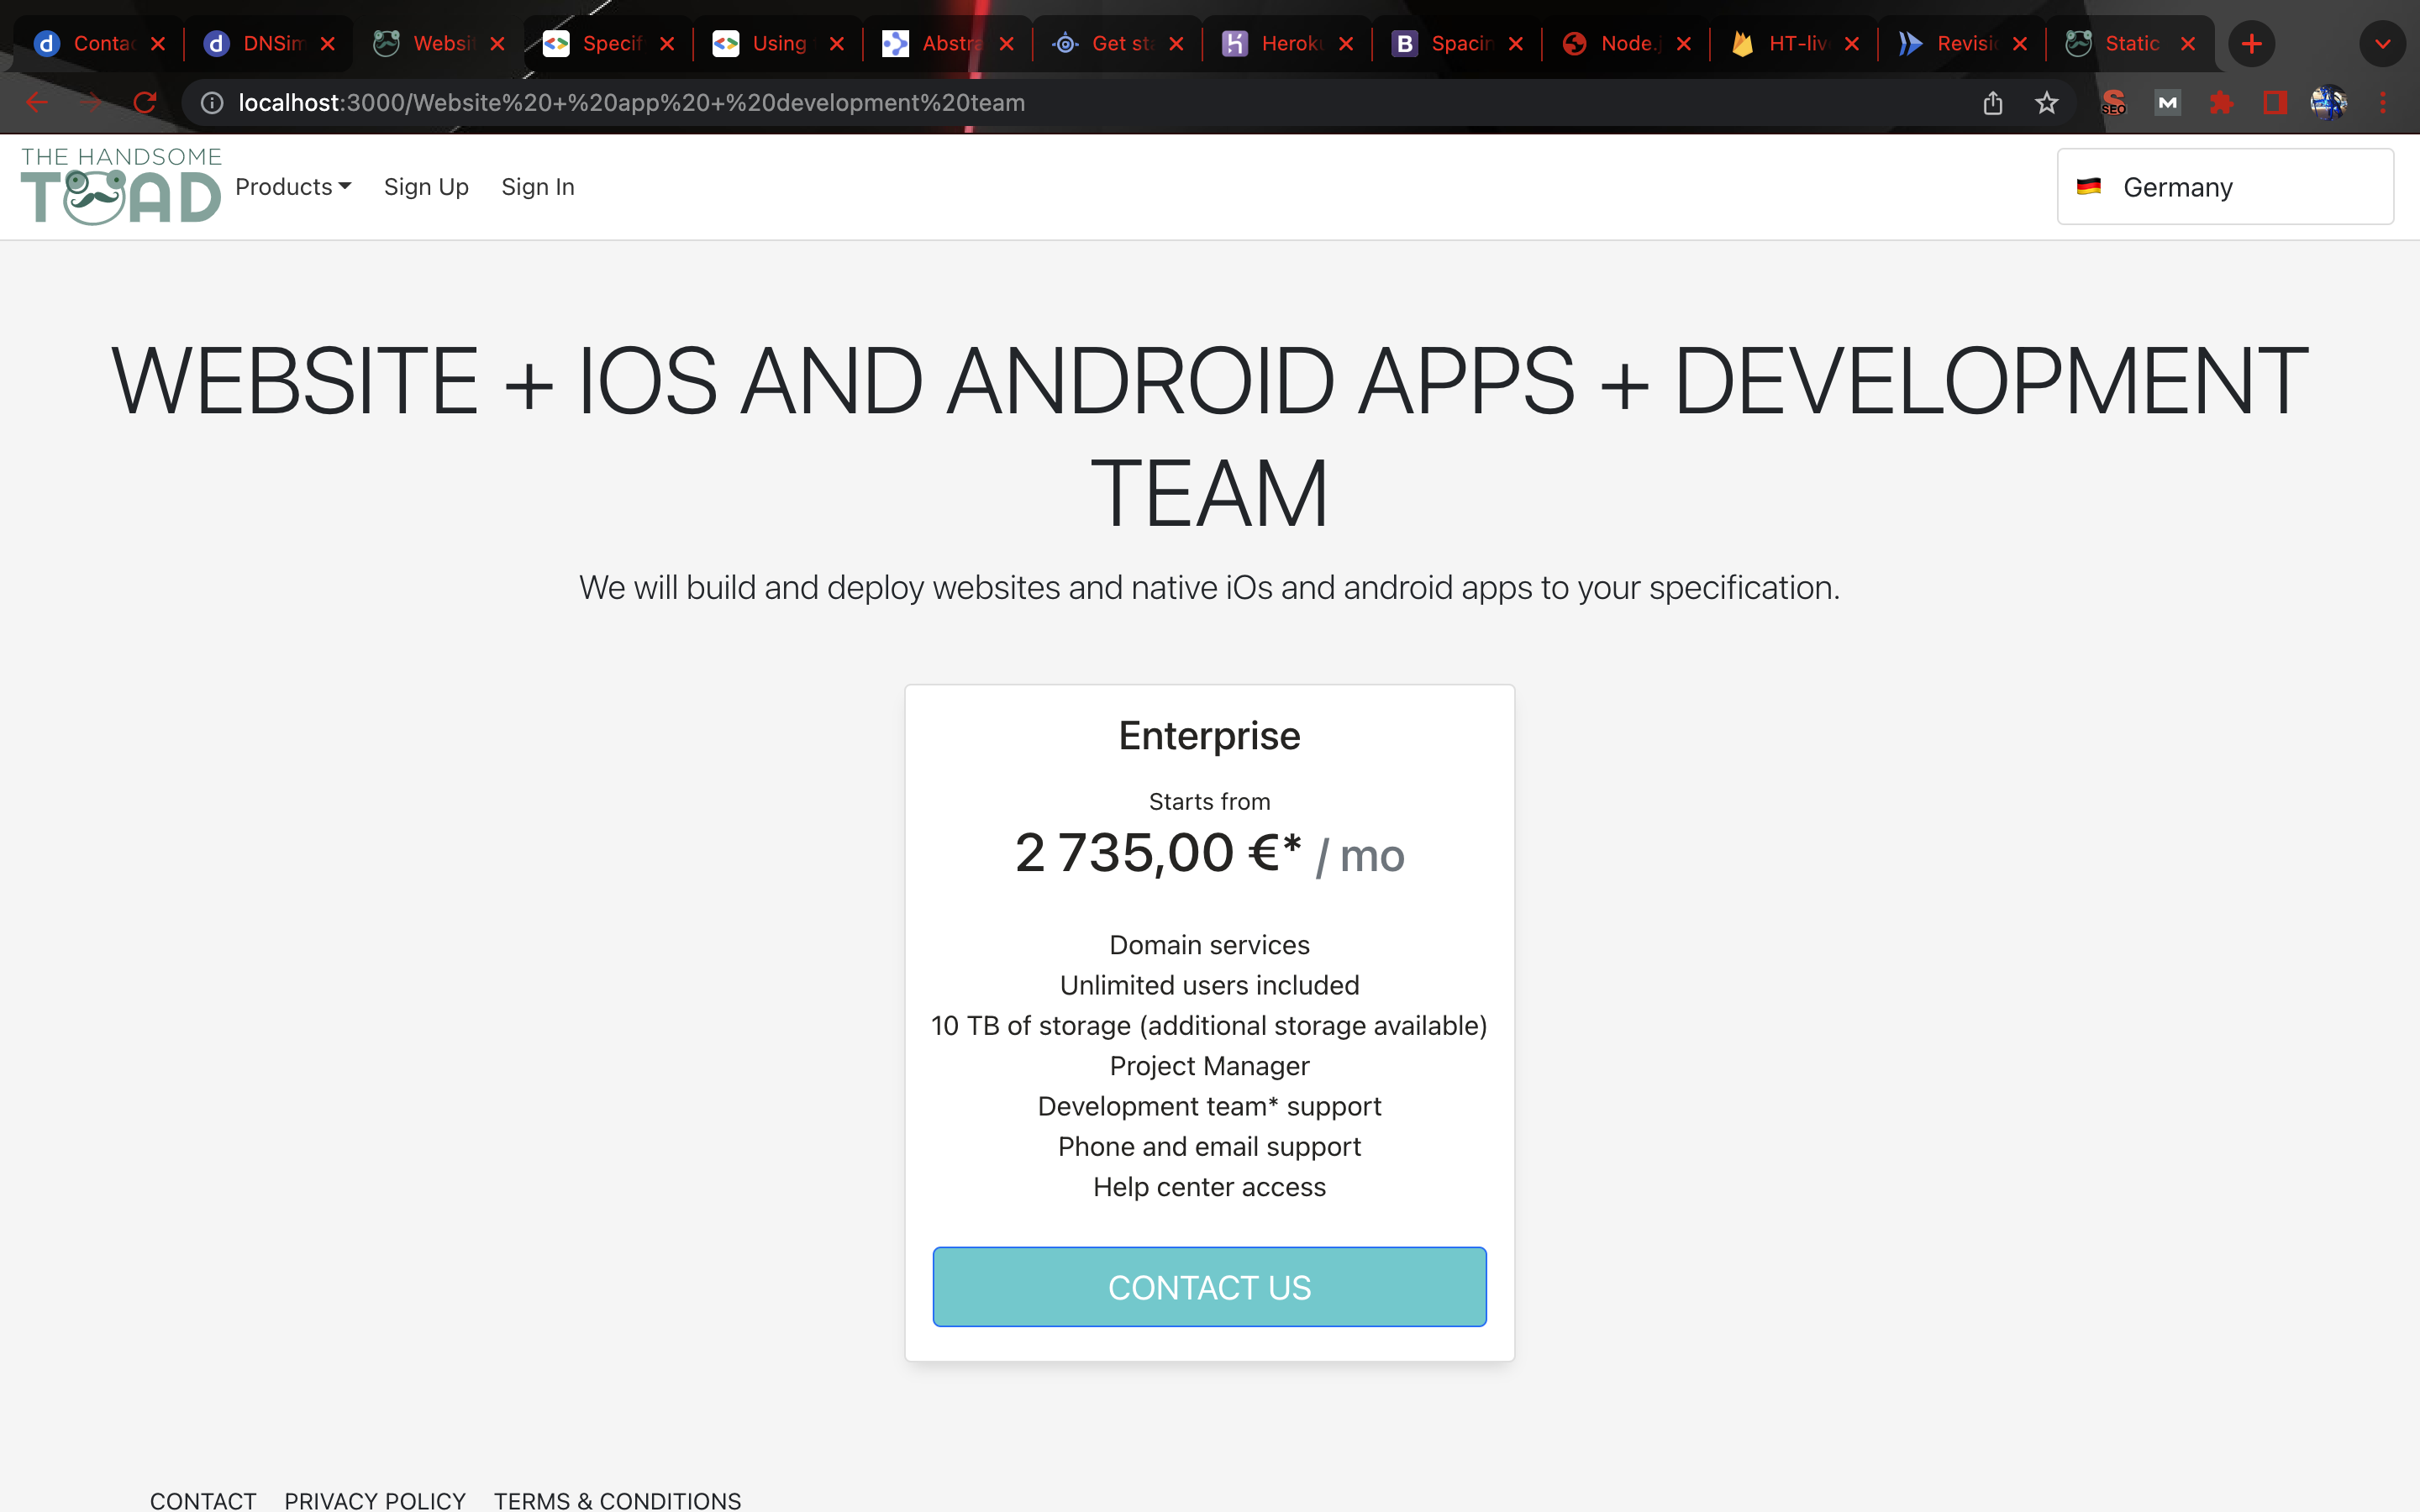 Conta
DNSim
Websi
Specif
Using
Abstra
Get sta
Heroku
Spacin
Node.j
HT-liv
Revisio
Static
localhost:3000/Website%20+%20app%20+%20development%20team
THE HANDSOME
TOAD
Products
Sign Up
Sign In
Germany
WEBSITE + IOS AND ANDROID APPS + DEVELOPMENT
TEAM
We will build and deploy websites and native iOs and android apps to your specification.
Enterprise
Starts from
2 735,00 €* / mo
Domain services
Unlimited users included
10 TB of storage (additional storage available)
Project Manager
Development team* support
Phone and email support
Help center access
CONTACT US
CONTACT PRIVACY POLICY TERMS & CONDITIONS